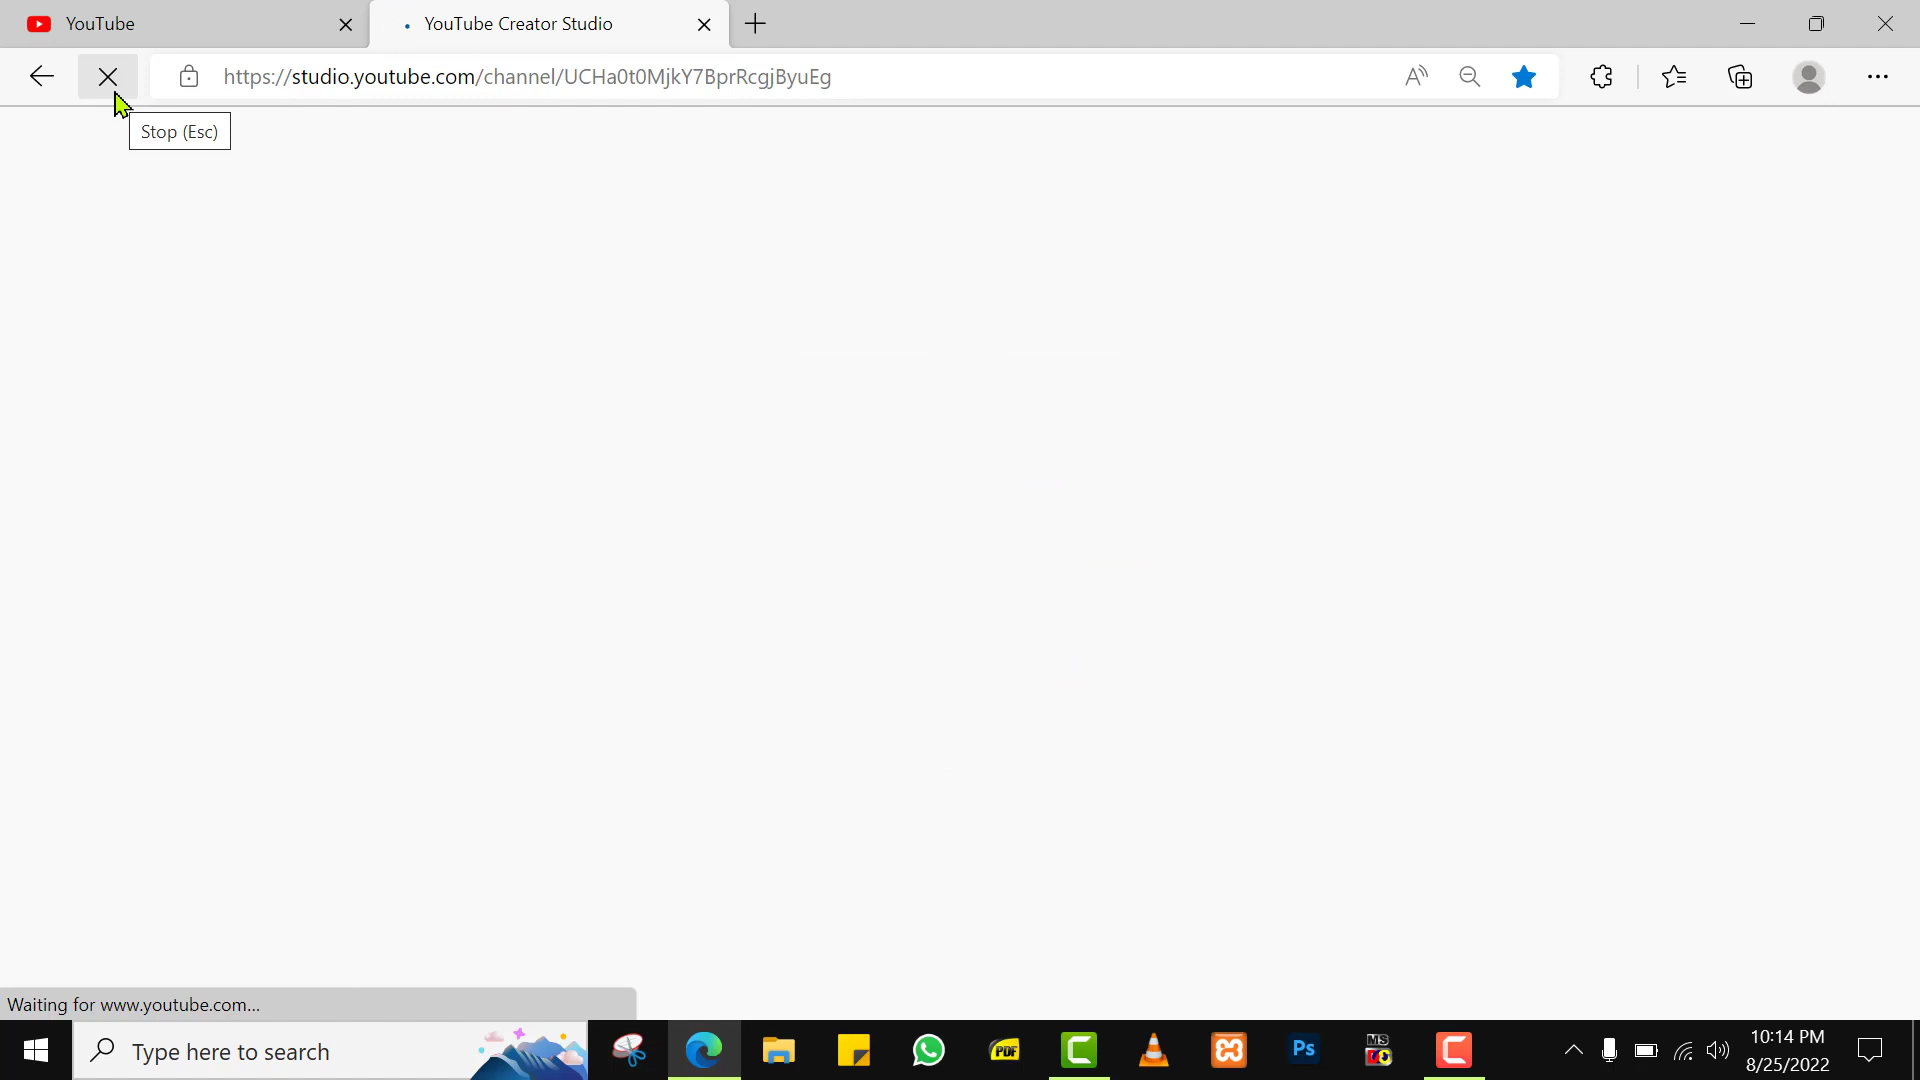 YouTube
YouTube Creator Studio
https://studio.youtube.com/channel/UCHa0t0MjkY7BprRcgjByuEg
Stop (Esc)
Waiting for www.youtube.com...
Type here to search
PDF
Ps
MS
10:14 PM
8/25/2022